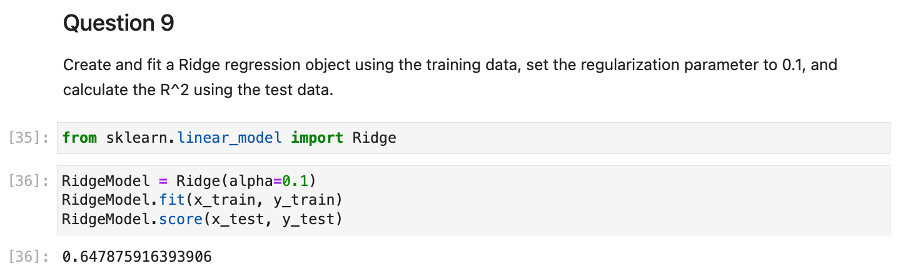 Question 9
Create and fit a Ridge regression object using the training data, set the regularization parameter to 0.1, and
calculate the R^2 using the test data.
[35]: from sklearn.linear_model import Ridge
[36]: RidgeModel = Ridge(alpha=0.1)
RidgeModel.fit(x_train, y_train)
RidgeModel.score(x_test, y_test)
[36]: 0.647875916393906